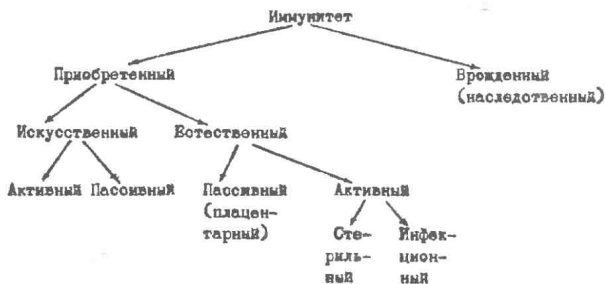 Иммунитет
Приобретенный
Врожденный
(наследственный)
Искусственный
Естественный
Активный
Пассивный
Пассивный
(плацен-
тарный)
Активный
Сте-
риль-
ный
Инфек-
цион-
ный